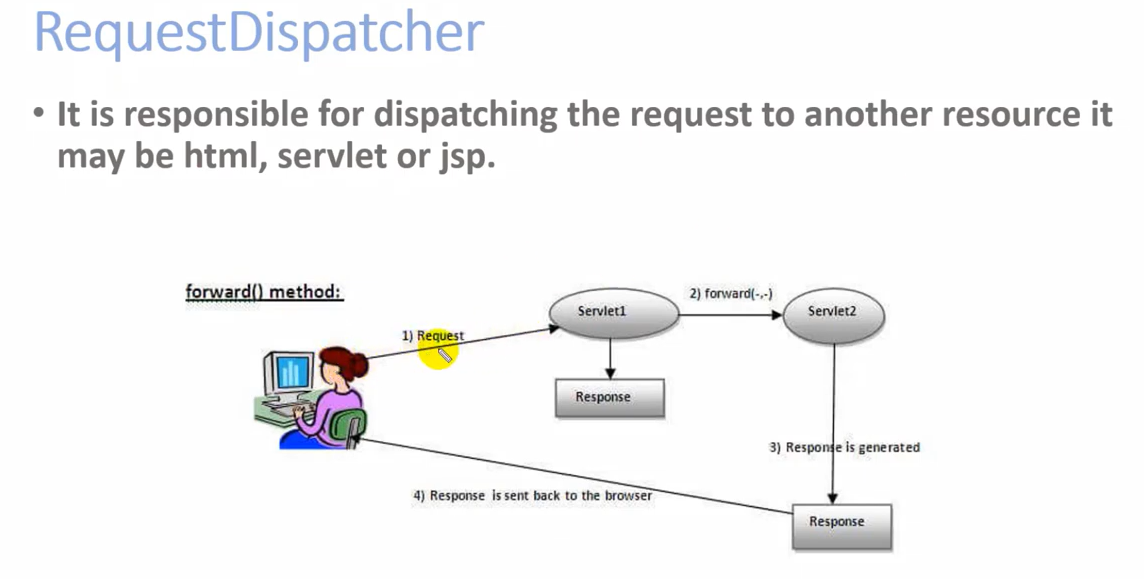 RequestDispatcher
• It is responsible for dispatching the request to another resource it
may be html, servlet or jsp.
forward() method:
2) forward(-,-)
Servlet1
Servlet2
1) Request
Response
3) Response is generated
4) Response is sent back to the browser
Response